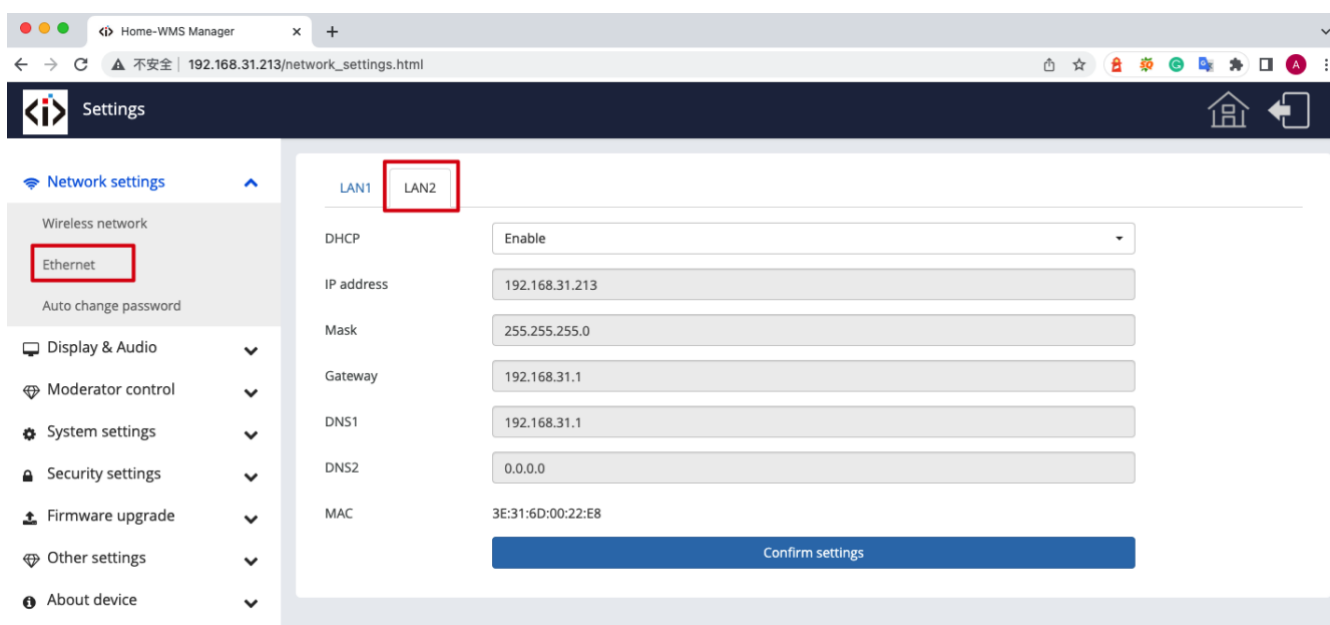 Home-WMS Manager
不安全 | 192.168.31.213/network_settings.html
A
<i> Settings
Network settings
Wireless network
Ethernet
Auto change password
Display & Audio
Moderator control
System settings
Security settings
Firmware upgrade
Other settings
About device
LAN1 LAN2
DHCP Enable
IP address 192.168.31.213
Mask 255.255.255.0
Gateway 192.168.31.1
DNS1 192.168.31.1
DNS2 0.0.0.0
MAC 3E:31:6D:00:22:E8
Confirm settings